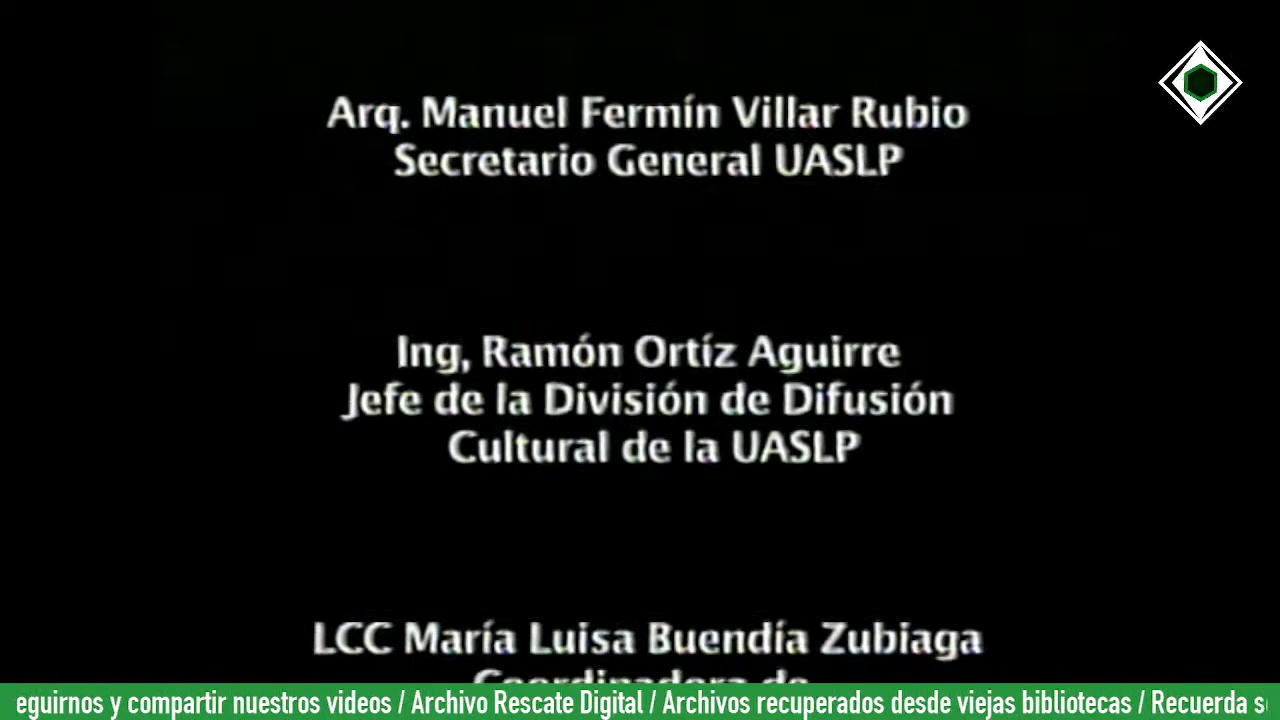 Arq. Manuel Fermín Villar Rubio
Secretario General UASLP
Ing, Ramón Ortíz Aguirre
Jefe de la División de Difusión
Cultural de la UASLP
LCC María Luisa Buendía Zubiaga
Coordinadora de
eguirnos y compartir nuestros videos / Archivo Rescate Digital / Archivos recuperados desde viejas bibliotecas / Recuerda s